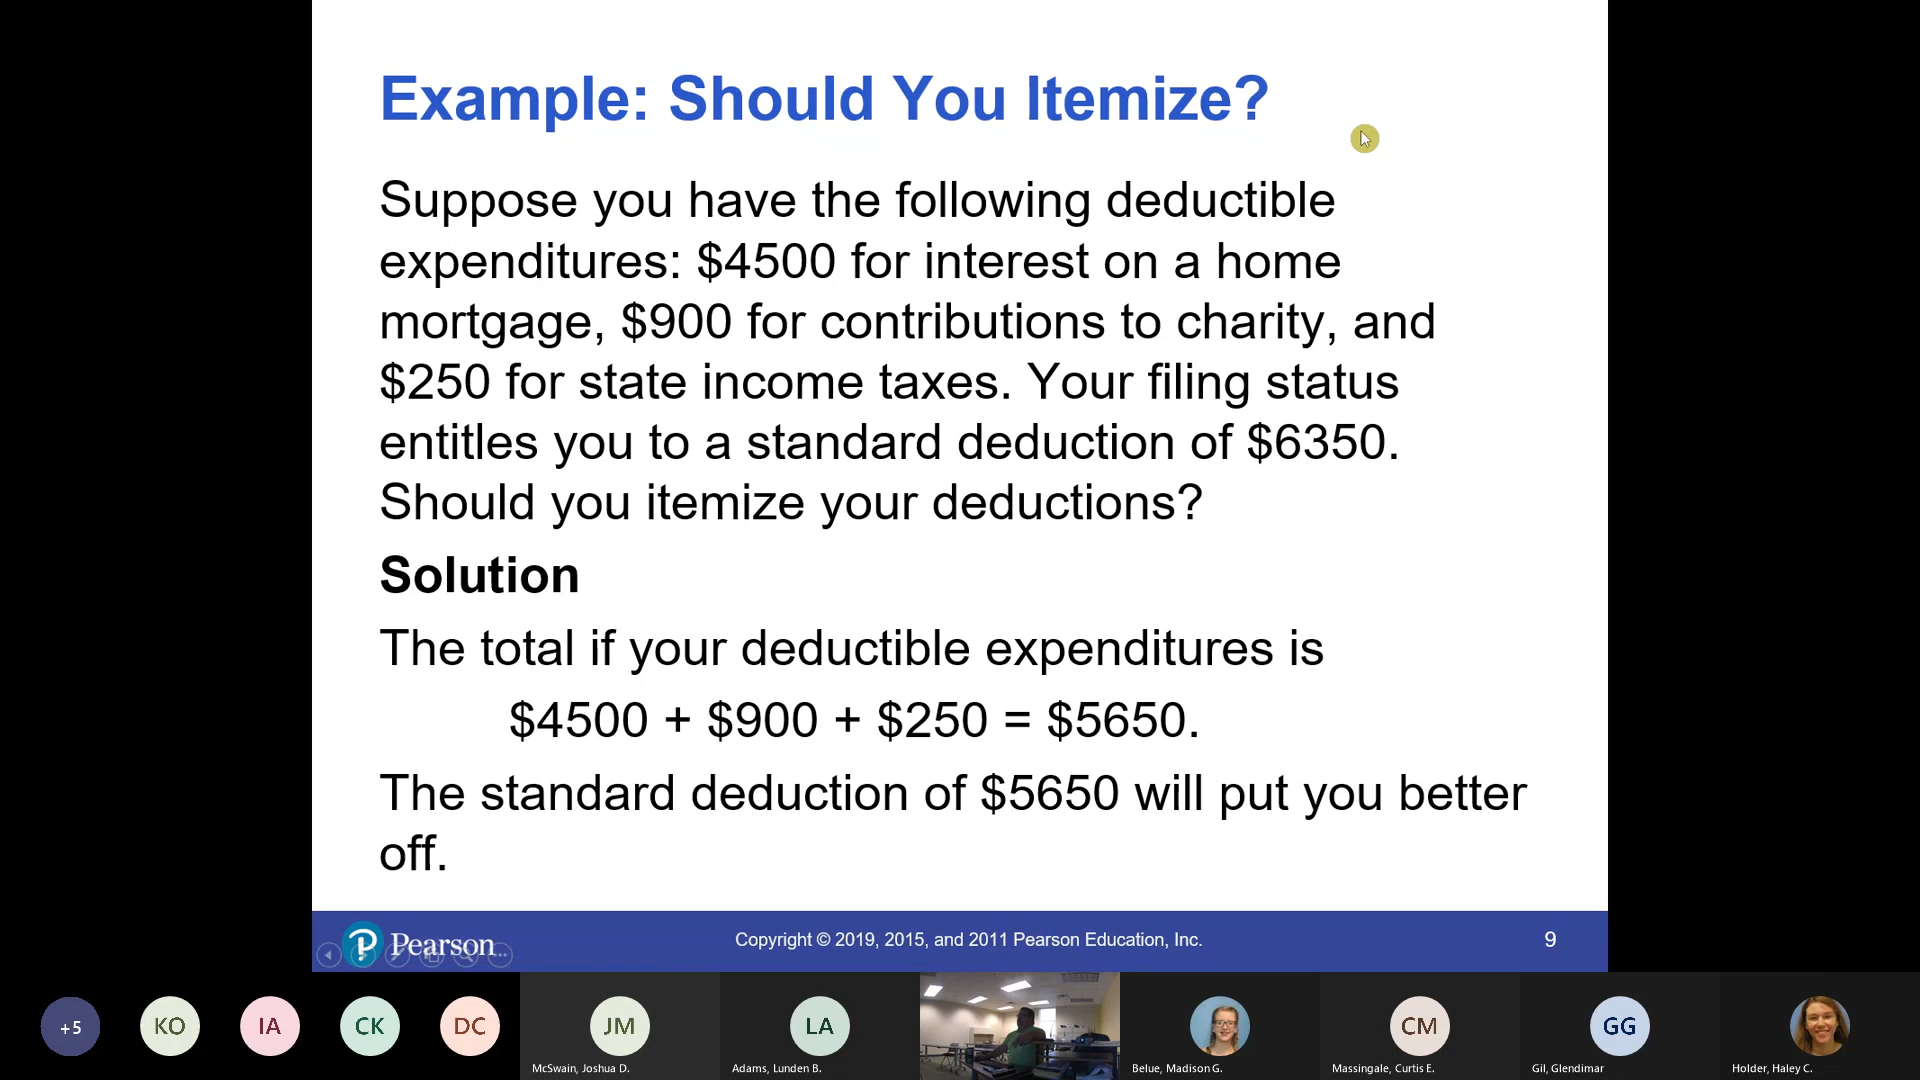 Example: Should You Itemize?
Suppose you have the following deductible
expenditures: $4500 for interest on a home
mortgage, $900 for contributions to charity, and
$250 for state income taxes. Your filing status
entitles you to a standard deduction of $6350.
Should you itemize your deductions?
Solution
The total if your deductible expenditures is
$4500 + $900 + $250 = $5650.
The standard deduction of $5650 will put you better
off.
Pearson
Copyright © 2019, 2015, and 2011 Pearson Education, Inc.
9
+5
KO
IA
CK
DC
JM
LA
CM
GG
McSwain, Joshua D.
Adams, Lunden B.
Belue, Madison G.
Massingale, Curtis E.
Gil, Glendimar
Holder, Haley C.